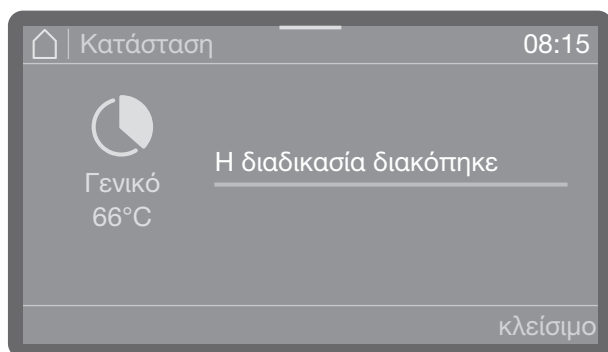 Κατάσταση 08:15
Η διαδικασία διακόπηκε
Γενικό
66°C
κλείσιμο